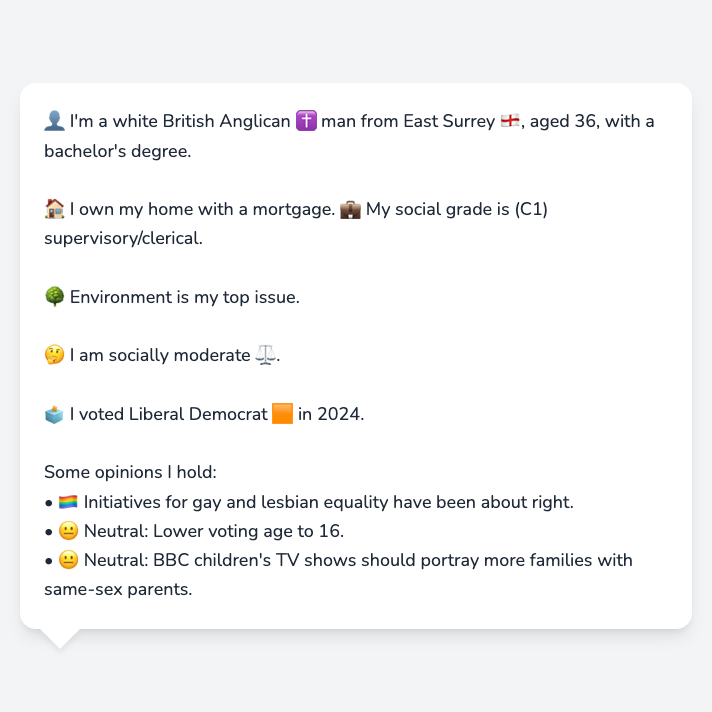 👤 I'm a white British Anglican ✝️ man from East Surrey 🏴󠁧󠁢󠁥󠁮󠁧󠁿, aged 36, with a
bachelor's degree.
🏠 I own my home with a mortgage. 💼 My social grade is (C1)
supervisory/clerical.
🌳 Environment is my top issue.
🤔 I am socially moderate ⚖️.
🗳️ I voted Liberal Democrat 🟧 in 2024.
Some opinions I hold:
• 🏳️‍🌈 Initiatives for gay and lesbian equality have been about right.
• 😐 Neutral: Lower voting age to 16.
• 😐 Neutral: BBC children's TV shows should portray more families with
same-sex parents.